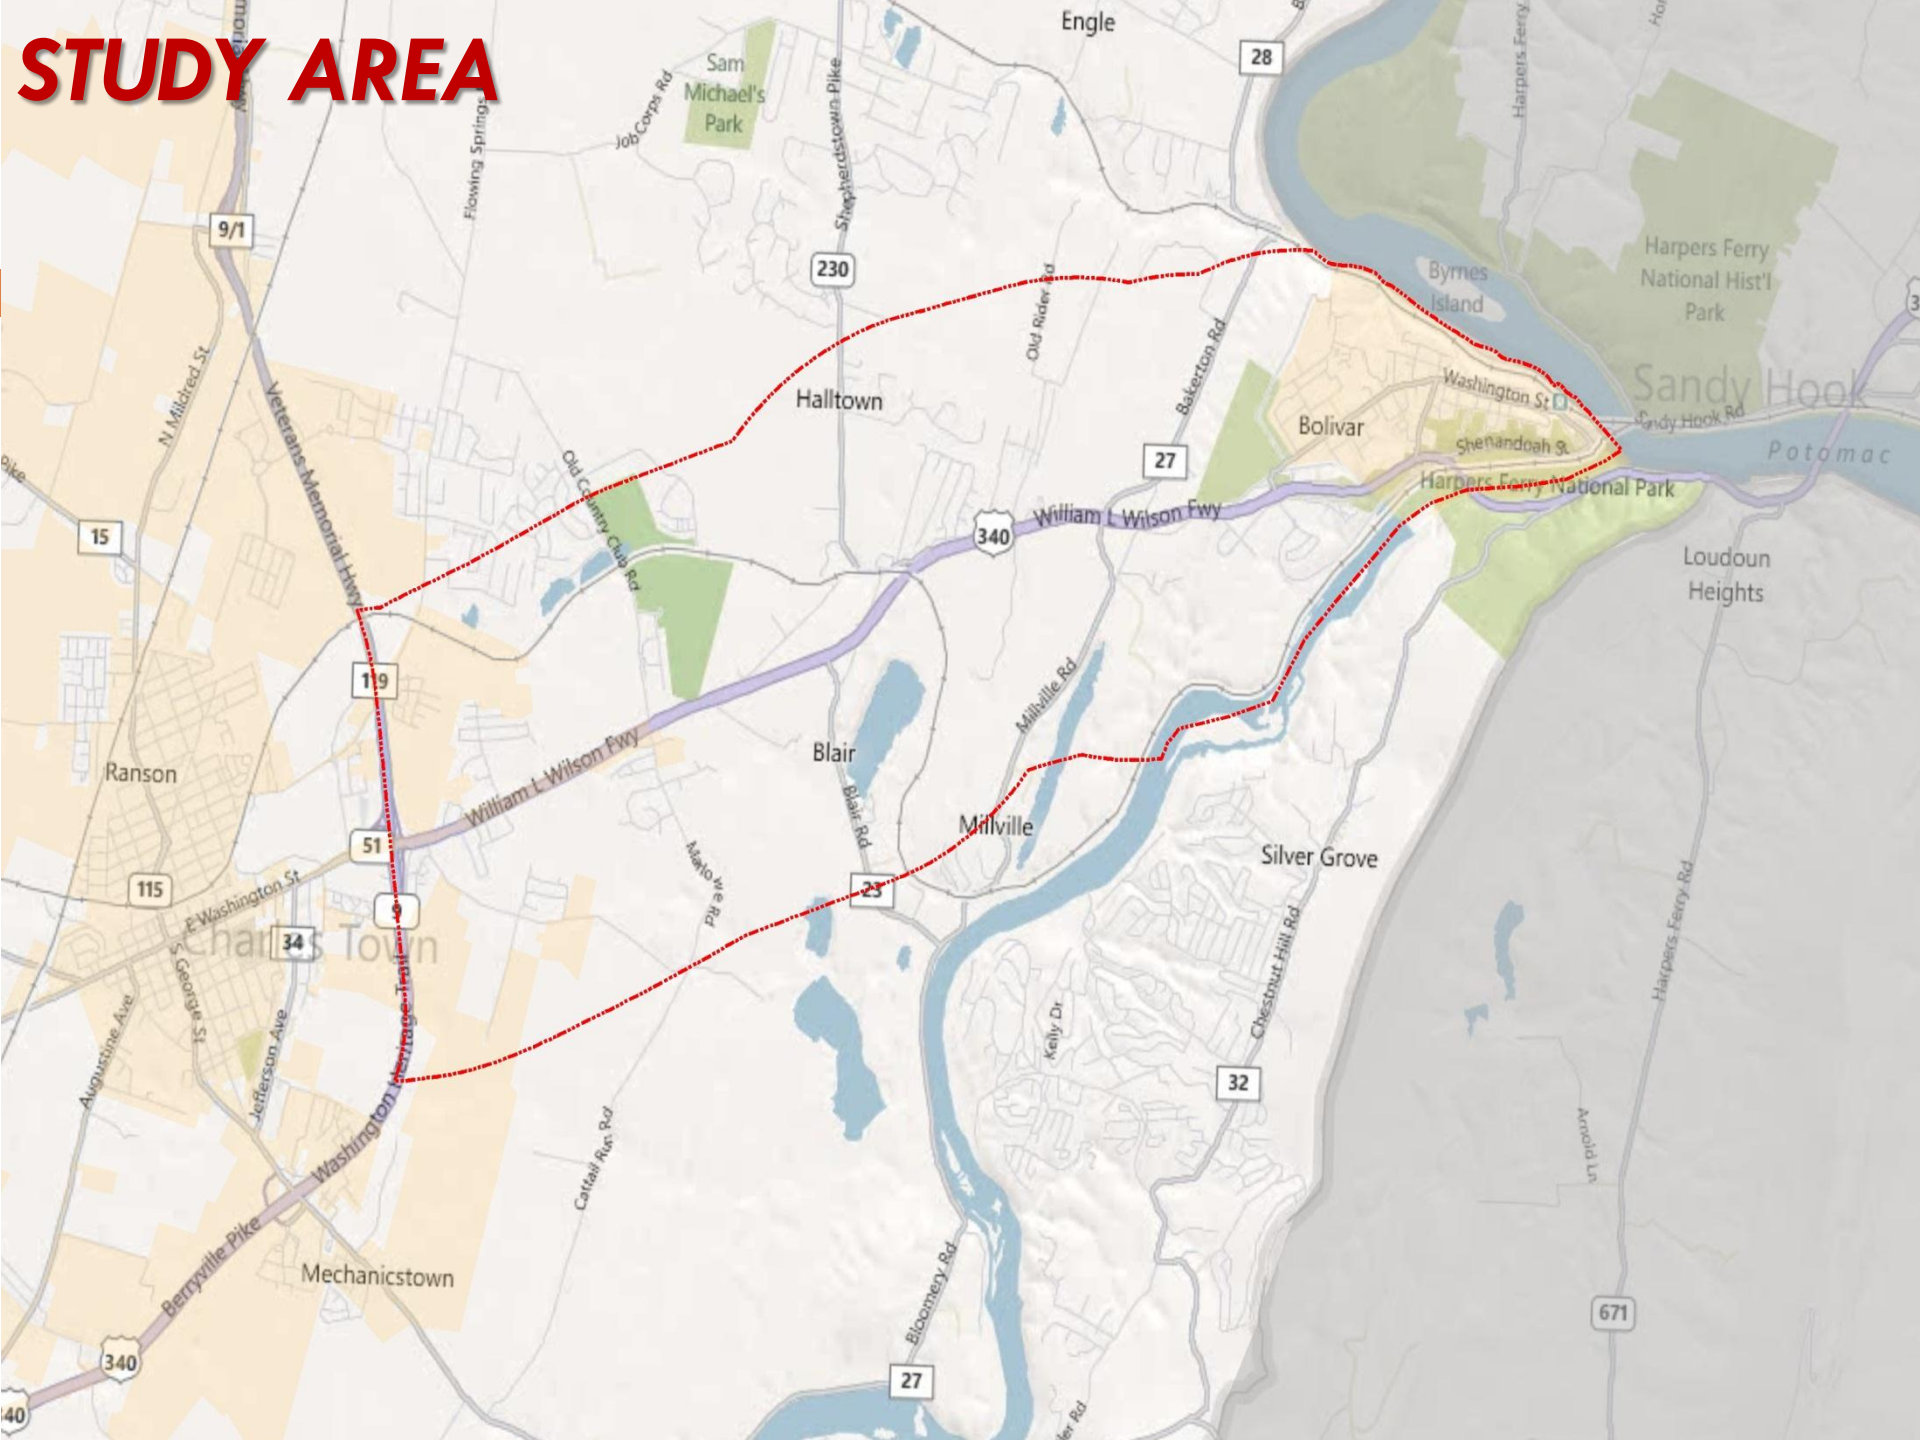 STUDY AREA
Engle
28
Sam
Michael's
Park
Job Corps Rd
Shepherdstown Pike
Flowing Springs
Harpers Ferry
9/1
230
Harpers Ferry
National Hist'l
Park
Byrnes
Island
Old Rider Rd
Bakerton Rd
N Mildred St
Veterans Memorial Hwy
Halltown
Washington St
Sandy Hook
Sandy Hook Rd
Bolivar
Shenandoah St
Potomac
Old Country Club Rd
27
Harpers Ferry National Park
William L Wilson Fwy
340
15
Pike
Loudoun
Heights
119
Millville Rd
Ranson
Blair
William L Wilson Fwy
Blair Rd
Millville
51
Silver Grove
Marlowe Rd
115
E Washington St
23
9
Charles Town
34
S George St
Harpers Ferry Rd
Chestnut Hill Rd
Augustine Ave
Jefferson Ave
Kelly Dr
32
Washington Heritage Trail
Cattail Run Rd
Arnold Ln
Berryville Pike
Mechanicstown
Bloomery Rd
671
340
27
40